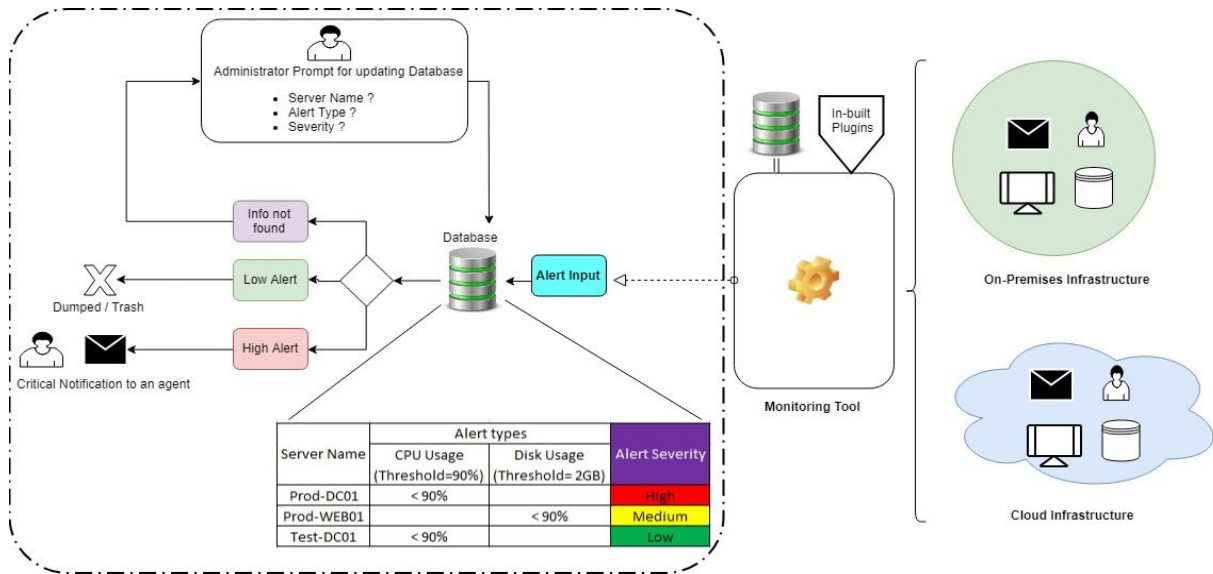 Administrator Prompt for updating Database
• Server Name ?
• Alert Type ?
• Severity ?
In-built
Plugins
Info not
found
Database
Low Alert
Alert Input
Dumped / Trash
High Alert
Critical Notification to an agent
Monitoring Tool
On-Premises Infrastructure
Cloud Infrastructure
Server Name
Alert types
Alert Severity
CPU Usage
(Threshold=90%)
Disk Usage
(Threshold= 2GB)
Prod-DC01 < 90% High
Prod-WEB01 < 90% Medium
Test-DC01 < 90% Low